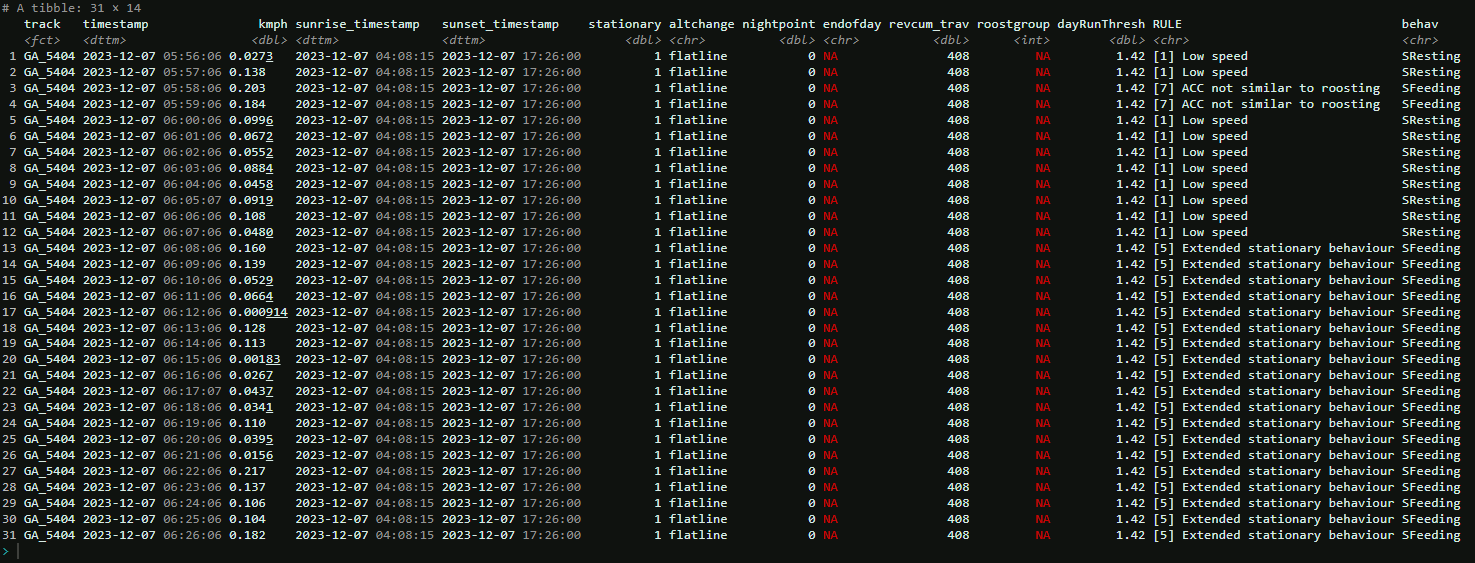 # A tibble: 31 × 14
track timestamp kmph sunrise_timestamp sunset_timestamp stationary altchange nightpoint endofday revcum_trav roostgroup dayRunThresh RULE behav
<fct> <dttm> <dbl> <dttm> <dttm> <dbl> <chr> <dbl> <chr> <dbl> <int> <dbl> <chr> <chr>
1 GA_5404 2023-12-07 05:56:06 0.0273 2023-12-07 04:08:15 2023-12-07 17:26:00 1 flatline 0 NA 408 NA 1.42 [1] Low speed SResting
2 GA_5404 2023-12-07 05:57:06 0.138 2023-12-07 04:08:15 2023-12-07 17:26:00 1 flatline 0 NA 408 NA 1.42 [1] Low speed SResting
3 GA_5404 2023-12-07 05:58:06 0.203 2023-12-07 04:08:15 2023-12-07 17:26:00 1 flatline 0 NA 408 NA 1.42 [7] ACC not similar to roosting SFeeding
4 GA_5404 2023-12-07 05:59:06 0.184 2023-12-07 04:08:15 2023-12-07 17:26:00 1 flatline 0 NA 408 NA 1.42 [7] ACC not similar to roosting SFeeding
5 GA_5404 2023-12-07 06:00:06 0.0996 2023-12-07 04:08:15 2023-12-07 17:26:00 1 flatline 0 NA 408 NA 1.42 [1] Low speed SResting
6 GA_5404 2023-12-07 06:01:06 0.0672 2023-12-07 04:08:15 2023-12-07 17:26:00 1 flatline 0 NA 408 NA 1.42 [1] Low speed SResting
7 GA_5404 2023-12-07 06:02:06 0.0552 2023-12-07 04:08:15 2023-12-07 17:26:00 1 flatline 0 NA 408 NA 1.42 [1] Low speed SResting
8 GA_5404 2023-12-07 06:03:06 0.0884 2023-12-07 04:08:15 2023-12-07 17:26:00 1 flatline 0 NA 408 NA 1.42 [1] Low speed SResting
9 GA_5404 2023-12-07 06:04:06 0.0458 2023-12-07 04:08:15 2023-12-07 17:26:00 1 flatline 0 NA 408 NA 1.42 [1] Low speed SResting
10 GA_5404 2023-12-07 06:05:07 0.0919 2023-12-07 04:08:15 2023-12-07 17:26:00 1 flatline 0 NA 408 NA 1.42 [1] Low speed SResting
11 GA_5404 2023-12-07 06:06:06 0.108 2023-12-07 04:08:15 2023-12-07 17:26:00 1 flatline 0 NA 408 NA 1.42 [1] Low speed SResting
12 GA_5404 2023-12-07 06:07:06 0.0480 2023-12-07 04:08:15 2023-12-07 17:26:00 1 flatline 0 NA 408 NA 1.42 [1] Low speed SResting
13 GA_5404 2023-12-07 06:08:06 0.160 2023-12-07 04:08:15 2023-12-07 17:26:00 1 flatline 0 NA 408 NA 1.42 [5] Extended stationary behaviour SFeeding
14 GA_5404 2023-12-07 06:09:06 0.139 2023-12-07 04:08:15 2023-12-07 17:26:00 1 flatline 0 NA 408 NA 1.42 [5] Extended stationary behaviour SFeeding
15 GA_5404 2023-12-07 06:10:06 0.0529 2023-12-07 04:08:15 2023-12-07 17:26:00 1 flatline 0 NA 408 NA 1.42 [5] Extended stationary behaviour SFeeding
16 GA_5404 2023-12-07 06:11:06 0.0664 2023-12-07 04:08:15 2023-12-07 17:26:00 1 flatline 0 NA 408 NA 1.42 [5] Extended stationary behaviour SFeeding
17 GA_5404 2023-12-07 06:12:06 0.000914 2023-12-07 04:08:15 2023-12-07 17:26:00 1 flatline 0 NA 408 NA 1.42 [5] Extended stationary behaviour SFeeding
18 GA_5404 2023-12-07 06:13:06 0.128 2023-12-07 04:08:15 2023-12-07 17:26:00 1 flatline 0 NA 408 NA 1.42 [5] Extended stationary behaviour SFeeding
19 GA_5404 2023-12-07 06:14:06 0.113 2023-12-07 04:08:15 2023-12-07 17:26:00 1 flatline 0 NA 408 NA 1.42 [5] Extended stationary behaviour SFeeding
20 GA_5404 2023-12-07 06:15:06 0.00183 2023-12-07 04:08:15 2023-12-07 17:26:00 1 flatline 0 NA 408 NA 1.42 [5] Extended stationary behaviour SFeeding
21 GA_5404 2023-12-07 06:16:06 0.0267 2023-12-07 04:08:15 2023-12-07 17:26:00 1 flatline 0 NA 408 NA 1.42 [5] Extended stationary behaviour SFeeding
22 GA_5404 2023-12-07 06:17:07 0.0437 2023-12-07 04:08:15 2023-12-07 17:26:00 1 flatline 0 NA 408 NA 1.42 [5] Extended stationary behaviour SFeeding
23 GA_5404 2023-12-07 06:18:06 0.0341 2023-12-07 04:08:15 2023-12-07 17:26:00 1 flatline 0 NA 408 NA 1.42 [5] Extended stationary behaviour SFeeding
24 GA_5404 2023-12-07 06:19:06 0.110 2023-12-07 04:08:15 2023-12-07 17:26:00 1 flatline 0 NA 408 NA 1.42 [5] Extended stationary behaviour SFeeding
25 GA_5404 2023-12-07 06:20:06 0.0395 2023-12-07 04:08:15 2023-12-07 17:26:00 1 flatline 0 NA 408 NA 1.42 [5] Extended stationary behaviour SFeeding
26 GA_5404 2023-12-07 06:21:06 0.0156 2023-12-07 04:08:15 2023-12-07 17:26:00 1 flatline 0 NA 408 NA 1.42 [5] Extended stationary behaviour SFeeding
27 GA_5404 2023-12-07 06:22:06 0.217 2023-12-07 04:08:15 2023-12-07 17:26:00 1 flatline 0 NA 408 NA 1.42 [5] Extended stationary behaviour SFeeding
28 GA_5404 2023-12-07 06:23:06 0.137 2023-12-07 04:08:15 2023-12-07 17:26:00 1 flatline 0 NA 408 NA 1.42 [5] Extended stationary behaviour SFeeding
29 GA_5404 2023-12-07 06:24:06 0.106 2023-12-07 04:08:15 2023-12-07 17:26:00 1 flatline 0 NA 408 NA 1.42 [5] Extended stationary behaviour SFeeding
30 GA_5404 2023-12-07 06:25:06 0.104 2023-12-07 04:08:15 2023-12-07 17:26:00 1 flatline 0 NA 408 NA 1.42 [5] Extended stationary behaviour SFeeding
31 GA_5404 2023-12-07 06:26:06 0.182 2023-12-07 04:08:15 2023-12-07 17:26:00 1 flatline 0 NA 408 NA 1.42 [5] Extended stationary behaviour SFeeding
>